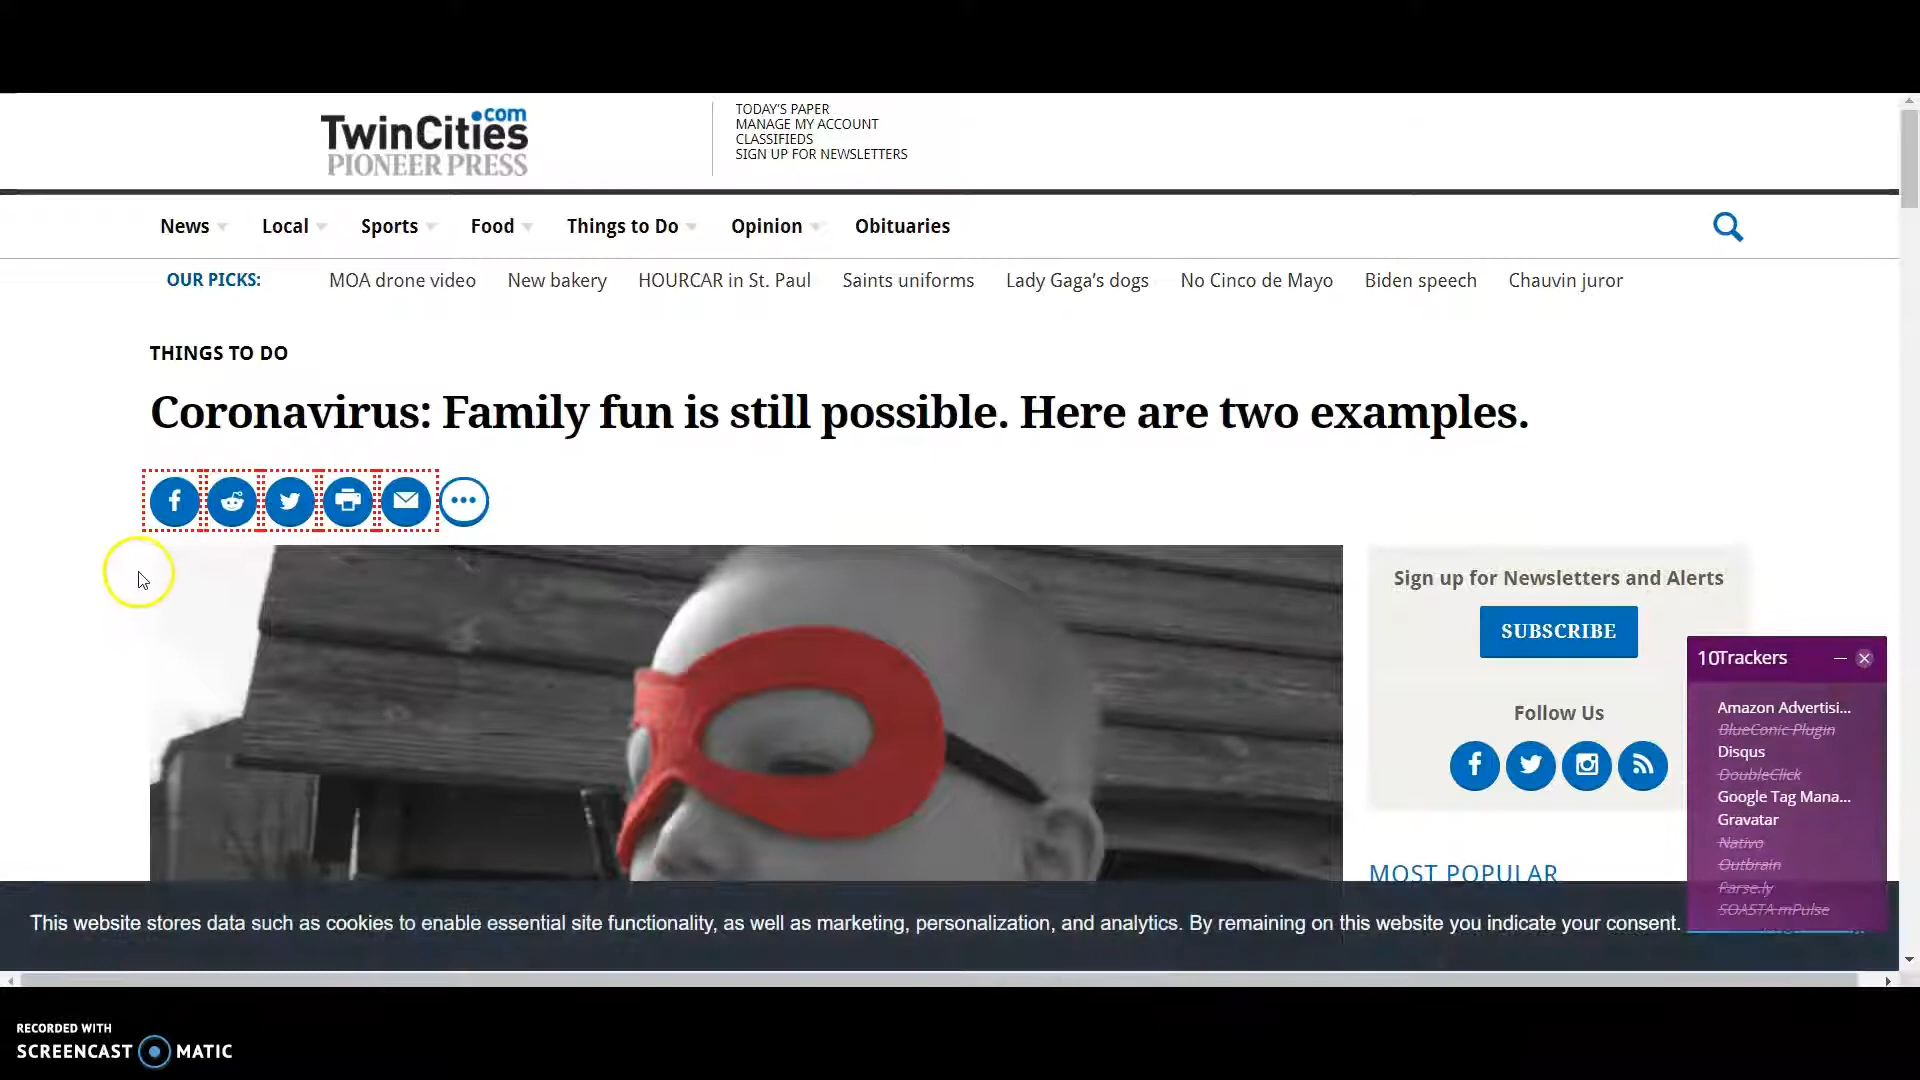 TwinCities.com
PIONEER PRESS
TODAY'S PAPER
MANAGE MY ACCOUNT
CLASSIFIEDS
SIGN UP FOR NEWSLETTERS
News Local Sports Food Things to Do Opinion Obituaries
OUR PICKS: MOA drone video New bakery HOURCAR in St. Paul Saints uniforms Lady Gaga's dogs No Cinco de Mayo Biden speech Chauvin juror
THINGS TO DO
Coronavirus: Family fun is still possible. Here are two examples.
Sign up for Newsletters and Alerts
SUBSCRIBE
Follow Us
MOST POPULAR
10Trackers
Amazon Advertisi...
BlueConic Plugin
Disqus
DoubleClick
Google Tag Mana...
Gravatar
Nativo
Outbrain
Parse.ly
SOASTA mPulse
This website stores data such as cookies to enable essential site functionality, as well as marketing, personalization, and analytics. By remaining on this website you indicate your consent.
RECORDED WITH
SCREENCAST MATIC